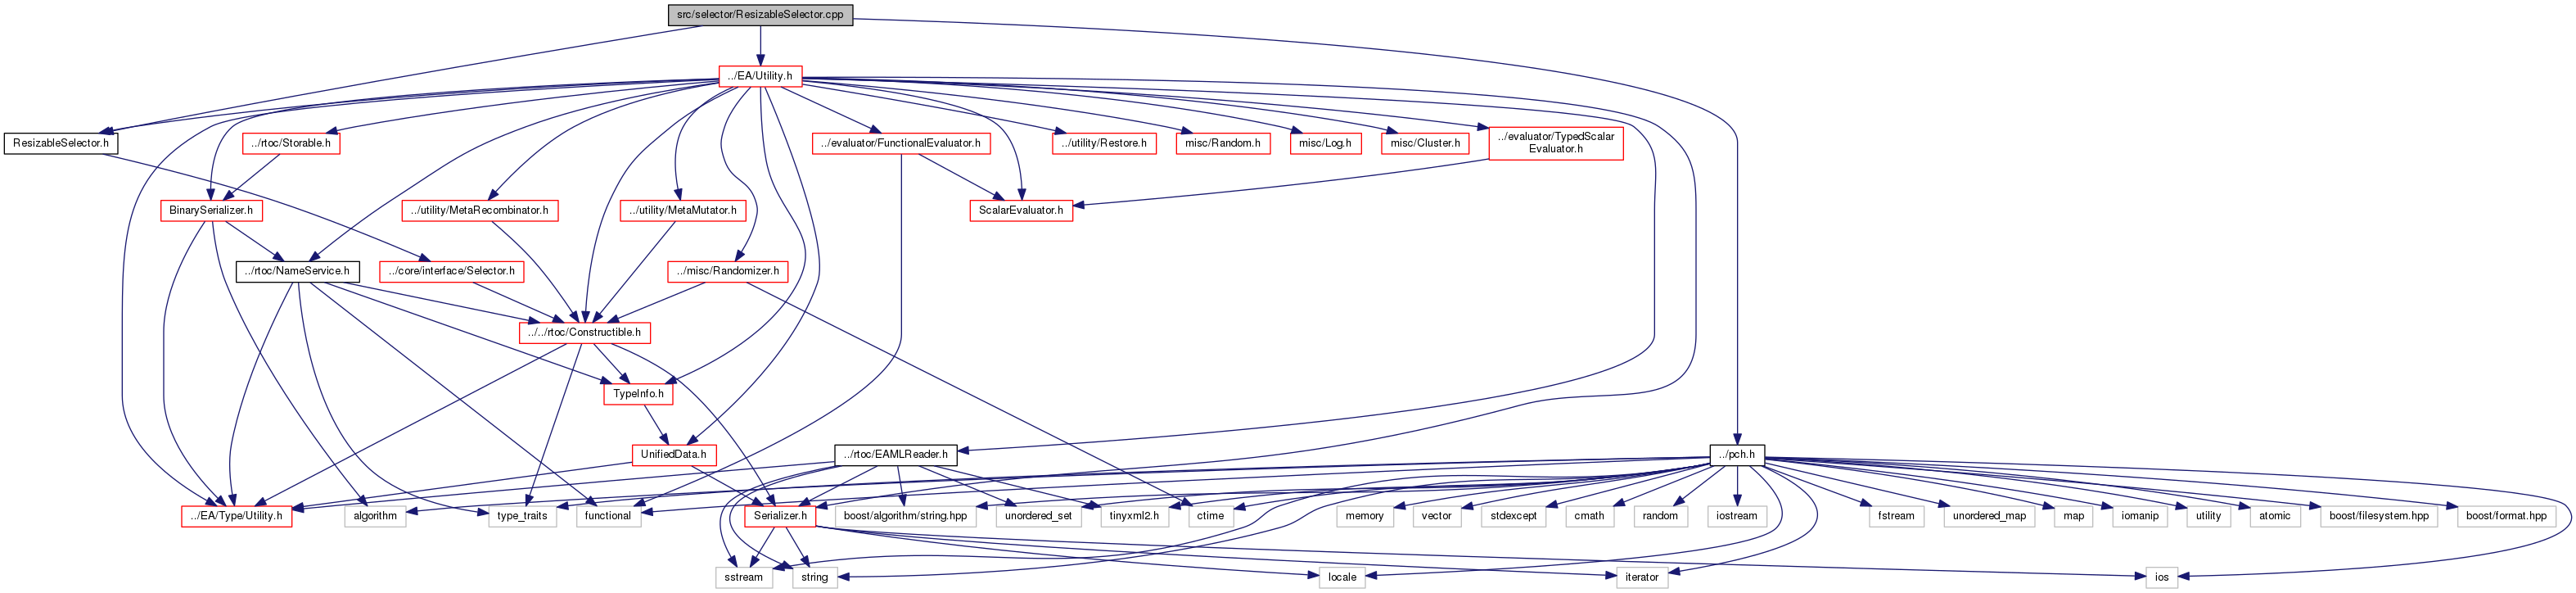 src/selector/ResizableSelector.cpp
../EA/Utility.h
ResizableSelector.h
../rtoc/Storable.h
../evaluator/FunctionalEvaluator.h
../utility/Restore.h
misc/Random.h
misc/Log.h
misc/Cluster.h
../evaluator/TypedScalar
Evaluator.h
BinarySerializer.h
../utility/MetaRecombinator.h
../utility/MetaMutator.h
ScalarEvaluator.h
../rtoc/NameService.h
../core/interface/Selector.h
../misc/Randomizer.h
../../rtoc/Constructible.h
TypeInfo.h
UnifiedData.h
../rtoc/EAMLReader.h
../pch.h
../EA/Type/Utility.h
algorithm
type_traits
functional
Serializer.h
boost/algorithm/string.hpp
unordered_set
tinyxml2.h
ctime
memory
vector
stdexcept
cmath
random
iostream
fstream
unordered_map
map
iomanip
utility
atomic
boost/filesystem.hpp
boost/format.hpp
sstream
string
locale
iterator
ios